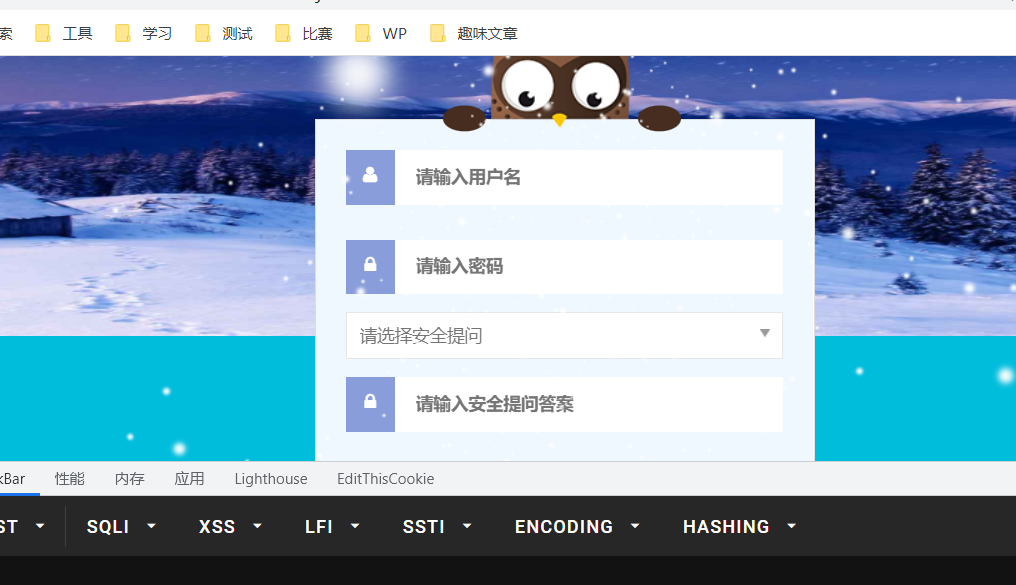 索 工具 学习 测试 比赛 WP 趣味文章
请输入用户名
请输入密码
请选择安全提问
请输入安全提问答案
kBar 性能 内存 应用 Lighthouse EditThisCookie
ST SQLI XSS LFI SSTI ENCODING HASHING